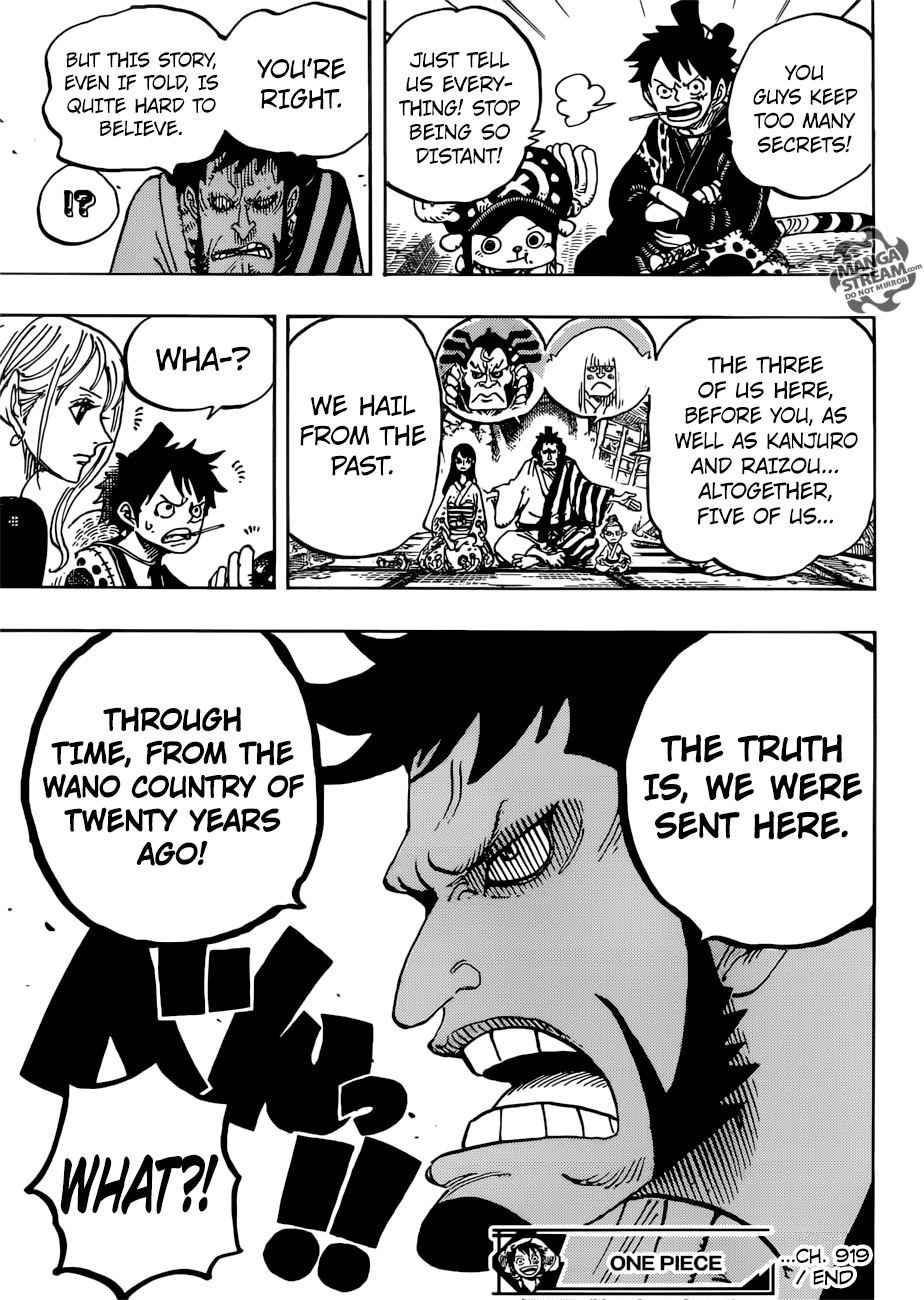 YOU
GUYS KEEP
TOO MANY
SECRETS!
JUST TELL
US EVERY-
THING! STOP
BEING SO
DISTANT!
YOU'RE
RIGHT.
BUT THIS STORY,
EVEN IF TOLD, IS
QUITE HARD TO
BELIEVE.
!?
MANGA
STREAM.com
DO NOT MIRROR
THE THREE
OF US HERE,
BEFORE YOU, AS
WELL AS KANJURO
AND RAIZOU...
ALTOGETHER,
FIVE OF US...
WE HAIL
FROM THE
PAST.
WHA-?
THE TRUTH
IS, WE WERE
SENT HERE.
THROUGH
TIME, FROM THE
WANO COUNTRY OF
TWENTY YEARS
AGO!
WHAT?!
ONE PIECE
...CH. 919
/ END